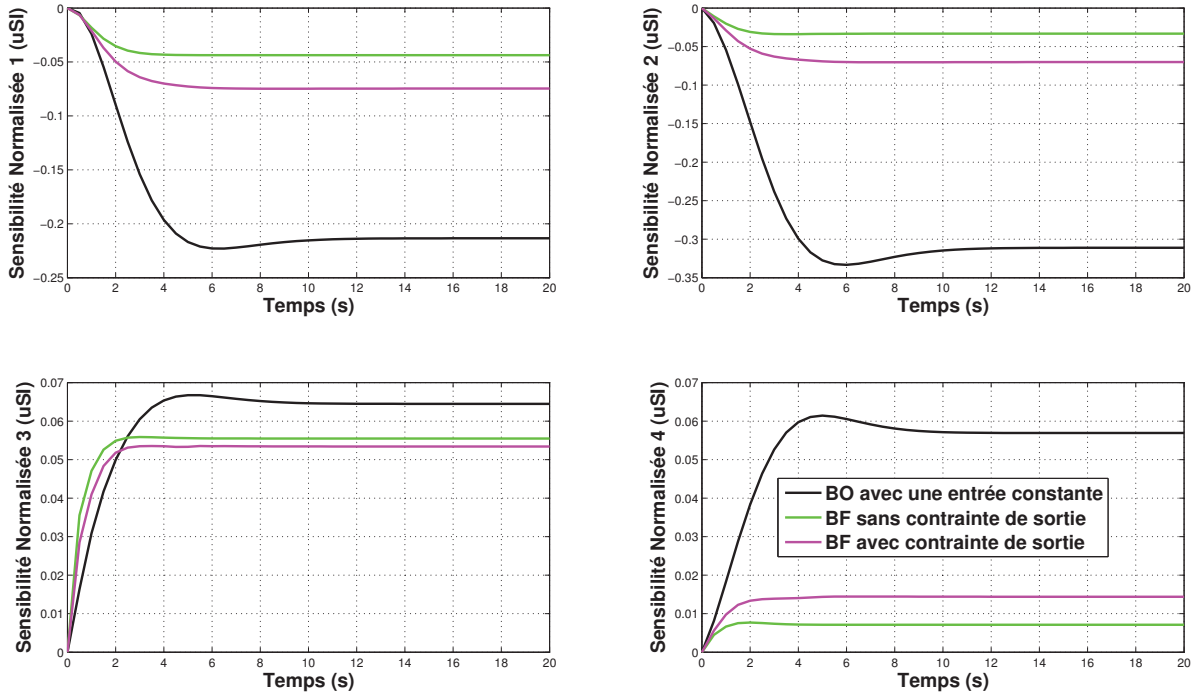 Sensibilité Normalisée 1 (uSI)
0
−0.05
−0.1
−0.15
−0.2
−0.25
0 2 4 6 8 10 12 14 16 18 20
Temps (s)
Sensibilité Normalisée 2 (uSI)
0
−0.05
−0.1
−0.15
−0.2
−0.25
−0.3
−0.35
0 2 4 6 8 10 12 14 16 18 20
Temps (s)
Sensibilité Normalisée 3 (uSI)
0.07
0.06
0.05
0.04
0.03
0.02
0.01
0
0 2 4 6 8 10 12 14 16 18 20
Temps (s)
Sensibilité Normalisée 4 (uSI)
0.07
0.06
0.05
0.04
0.03
0.02
0.01
0
0 2 4 6 8 10 12 14 16 18 20
Temps (s)
BO avec une entrée constante
BF sans contrainte de sortie
BF avec contrainte de sortie